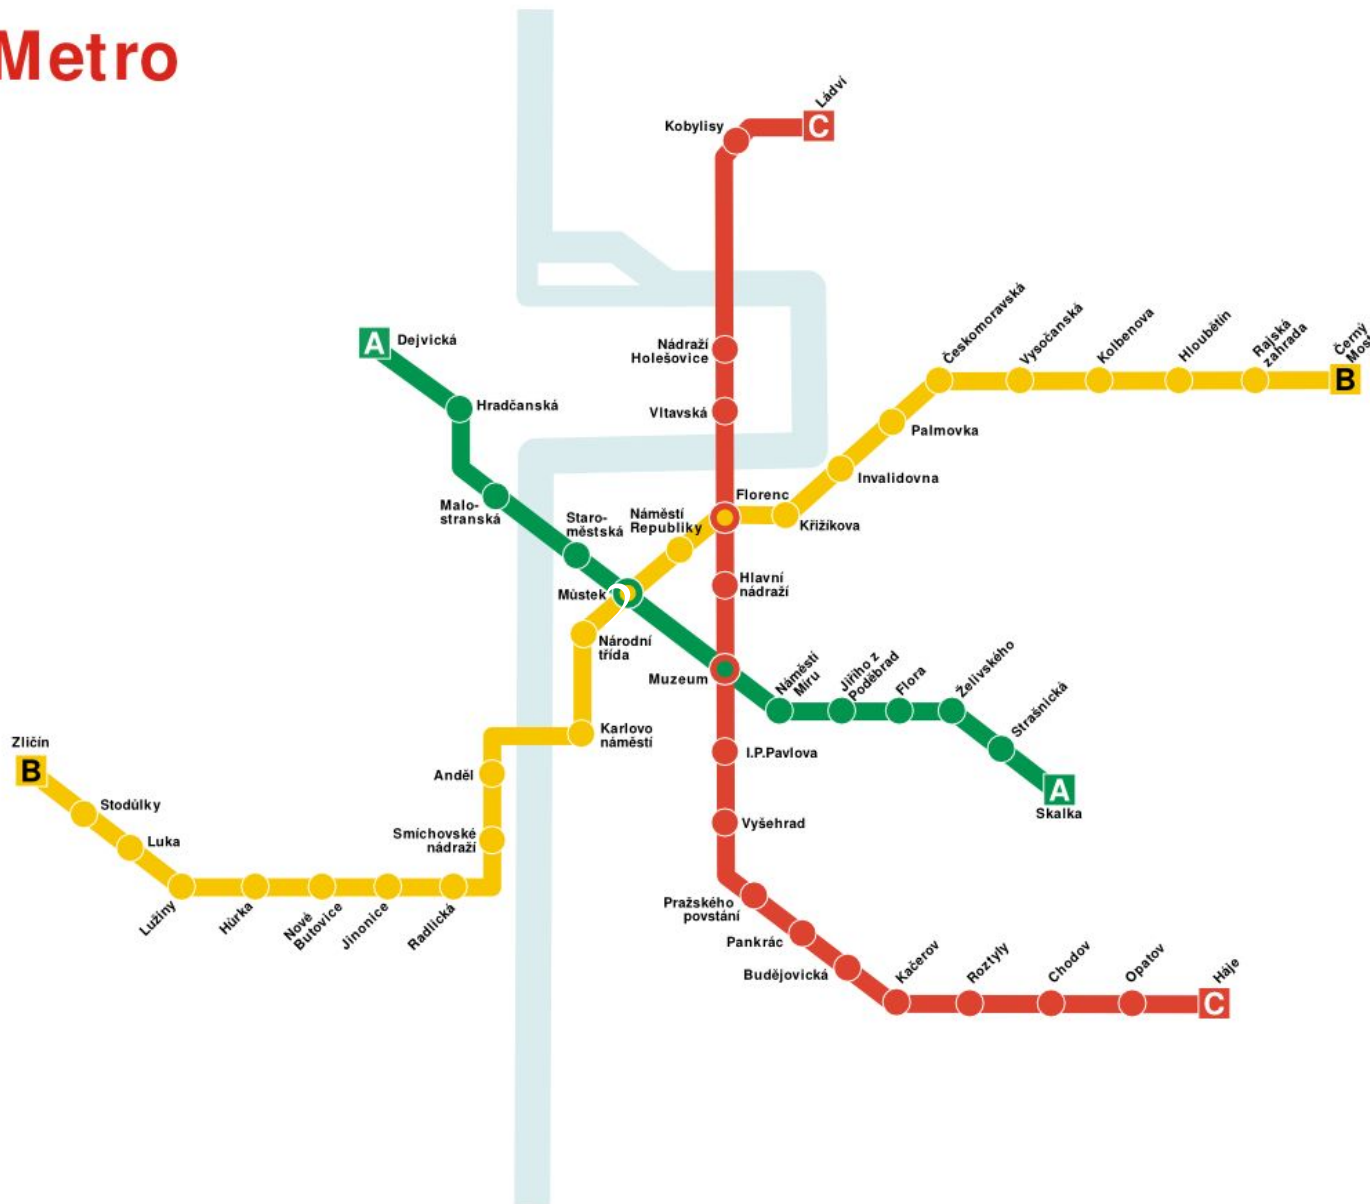 Metro
Ládví
C
Kobylisy
Českomoravská
Vysočanská
Kolbenova
Hloubětín
Rajská
zahrada
Černý
Most
B
A
Dejvická
Nádraží
Holešovice
Hradčanská
Vltavská
Palmovka
Invalidovna
Malo-
stranská
Staro-
městská
Náměstí
Republiky
Florenc
Křižíkova
Můstek
Hlavní
nádraží
Národní
třída
Muzeum
Náměstí
Míru
Jiřího z
Poděbrad
Flora
Želivského
Strašnická
A
Skalka
Karlovo
náměstí
I.P.Pavlova
Zličín
B
Anděl
Stodůlky
Luka
Smíchovské
nádraží
Vyšehrad
Lužiny
Hůrka
Nové
Butovice
Jinonice
Radlická
Pražského
povstání
Pankrác
Budějovická
Kačerov
Roztyly
Chodov
Opatov
Háje
C